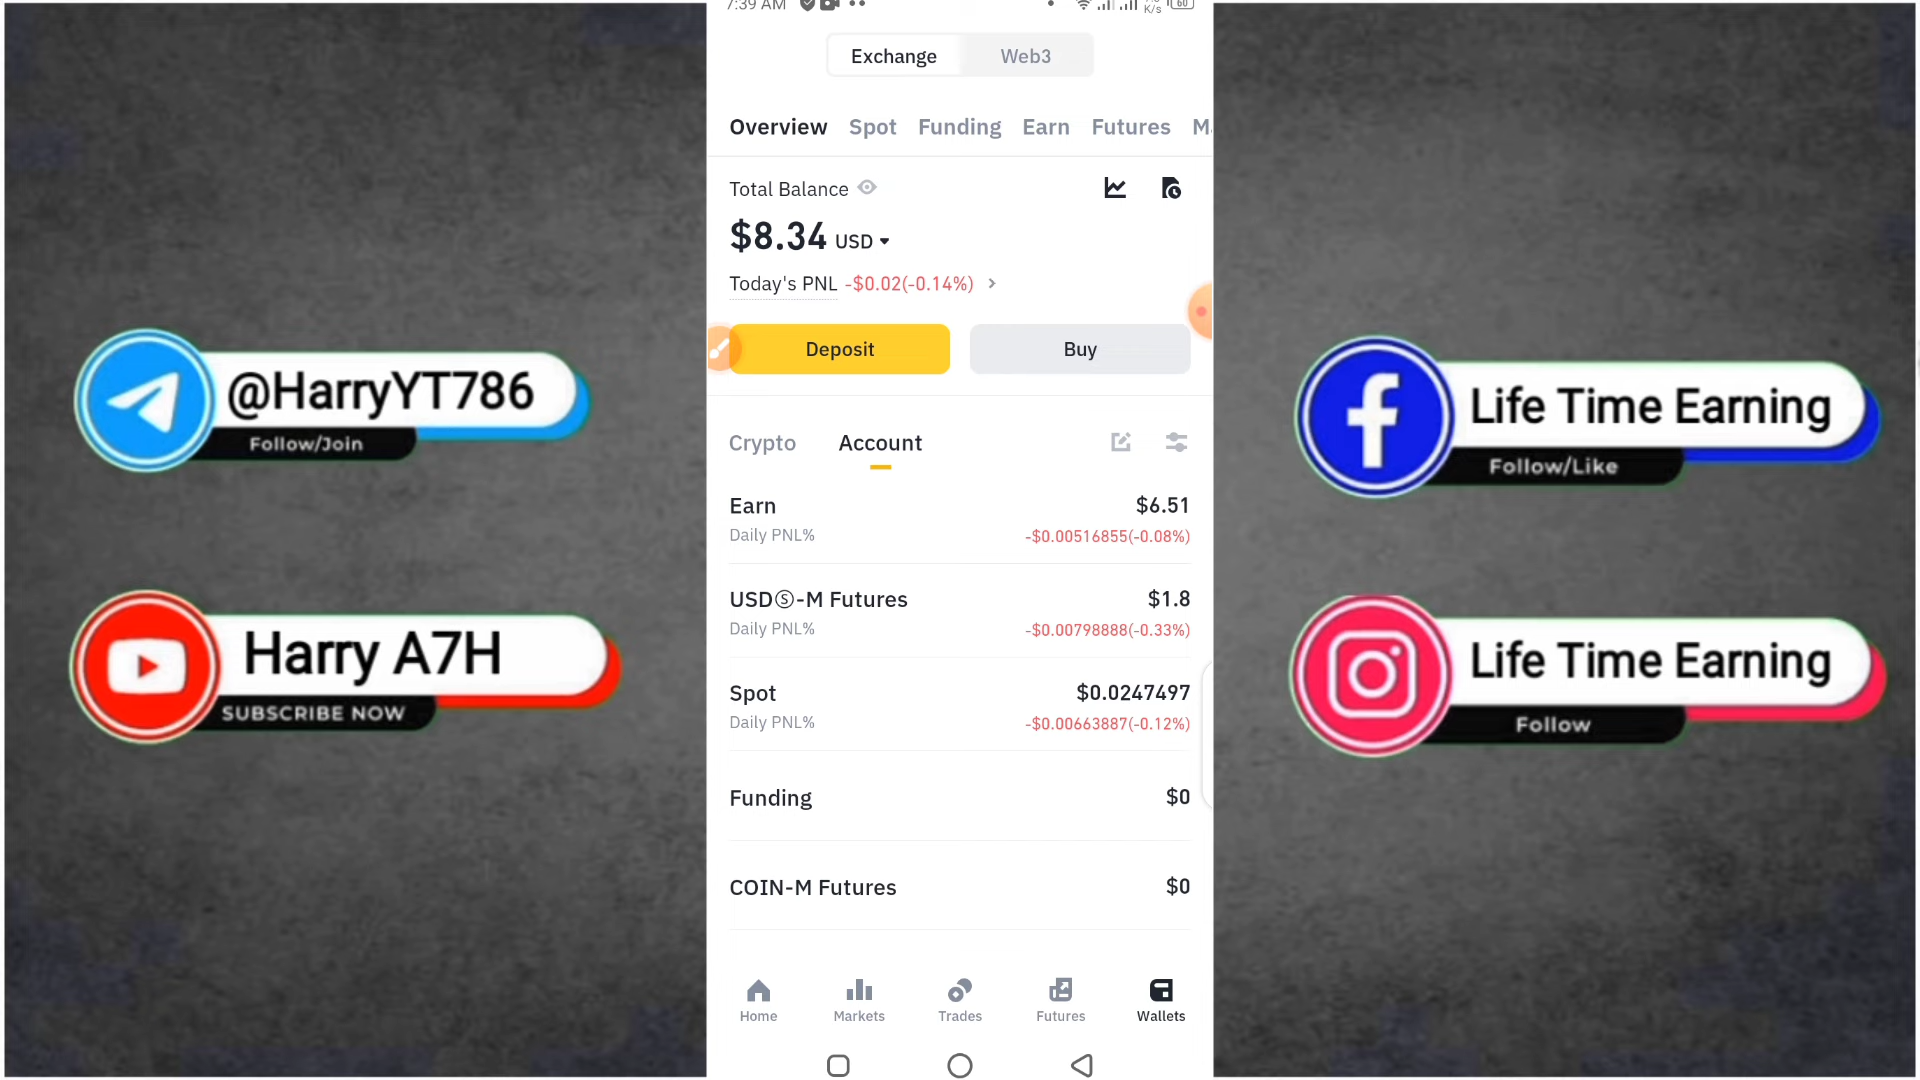 7:39 AM
K/s
60
Exchange Web3
Overview Spot Funding Earn Futures M
Total Balance
$8.34 USD
Today's PNL -$0.02(-0.14%)
Deposit Buy
Crypto Account
Earn $6.51
Daily PNL% -$0.00516855(-0.08%)
USDⓈ-M Futures $1.8
Daily PNL% -$0.00798888(-0.33%)
Spot $0.0247497
Daily PNL% -$0.00663887(-0.12%)
Funding $0
COIN-M Futures $0
Home Markets Trades Futures Wallets
@HarryYT786
Follow/Join
Harry A7H
SUBSCRIBE NOW
Life Time Earning
Follow/Like
Life Time Earning
Follow